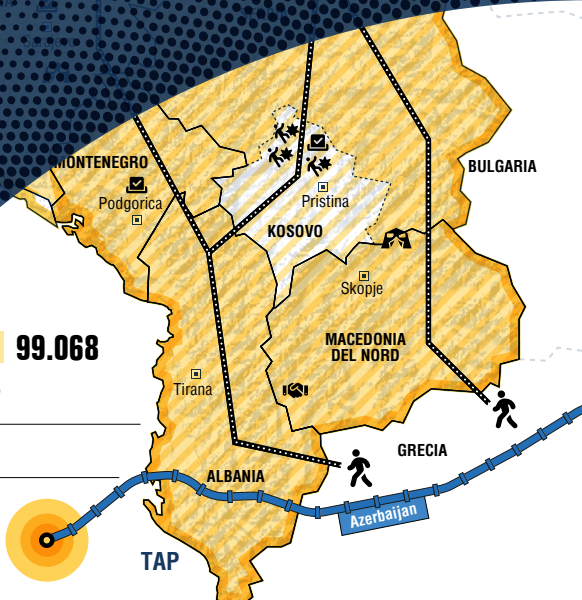 MONTENEGRO
Podgorica
BULGARIA
Pristina
KOSOVO
Skopje
99.068
MACEDONIA
DEL NORD
Tirana
GRECIA
ALBANIA
Azerbaijan
TAP